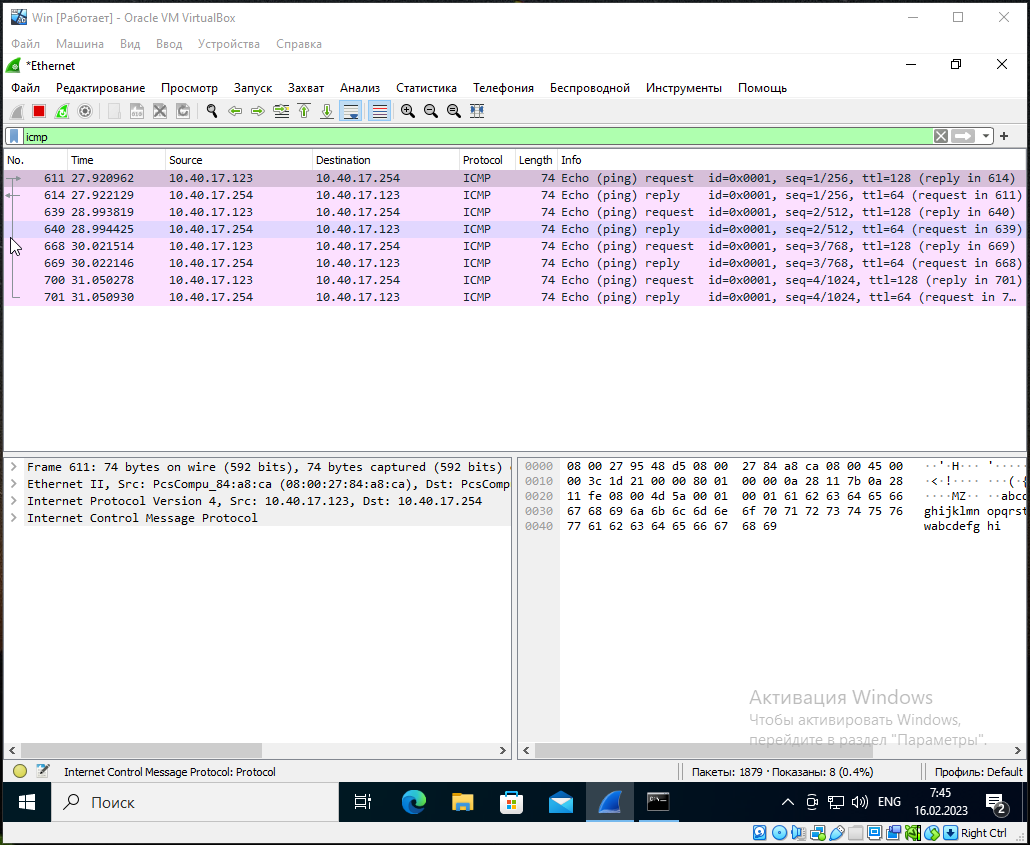 Win [Работает] - Oracle VM VirtualBox
Файл Машина Вид Ввод Устройства Справка
*Ethernet
Файл Редактирование Просмотр Запуск Захват Анализ Статистика Телефония Беспроводной Инструменты Помощь
icmp
No. Time Source Destination Protocol Length Info
611 27.920962 10.40.17.123 10.40.17.254 ICMP 74 Echo (ping) request id=0x0001, seq=1/256, ttl=128 (reply in 614)
614 27.922129 10.40.17.254 10.40.17.123 ICMP 74 Echo (ping) reply id=0x0001, seq=1/256, ttl=64 (request in 611)
639 28.993819 10.40.17.123 10.40.17.254 ICMP 74 Echo (ping) request id=0x0001, seq=2/512, ttl=128 (reply in 640)
640 28.994425 10.40.17.254 10.40.17.123 ICMP 74 Echo (ping) reply id=0x0001, seq=2/512, ttl=64 (request in 639)
668 30.021514 10.40.17.123 10.40.17.254 ICMP 74 Echo (ping) request id=0x0001, seq=3/768, ttl=128 (reply in 669)
669 30.022146 10.40.17.254 10.40.17.123 ICMP 74 Echo (ping) reply id=0x0001, seq=3/768, ttl=64 (request in 668)
700 31.050278 10.40.17.123 10.40.17.254 ICMP 74 Echo (ping) request id=0x0001, seq=4/1024, ttl=128 (reply in 701)
701 31.050930 10.40.17.254 10.40.17.123 ICMP 74 Echo (ping) reply id=0x0001, seq=4/1024, ttl=64 (request in 7…
Frame 611: 74 bytes on wire (592 bits), 74 bytes captured (592 bits)
Ethernet II, Src: PcsCompu_84:a8:ca (08:00:27:84:a8:ca), Dst: PcsComp
Internet Protocol Version 4, Src: 10.40.17.123, Dst: 10.40.17.254
Internet Control Message Protocol
0000 08 00 27 95 48 d5 08 00 27 84 a8 ca 08 00 45 00 ··'·H··· '·····
0010 00 3c 1d 21 00 00 80 01 00 00 0a 28 11 7b 0a 28 ·<·!···· ···(·{
0020 11 fe 08 00 4d 5a 00 01 00 01 61 62 63 64 65 66 ····MZ·· ··abcd
0030 67 68 69 6a 6b 6c 6d 6e 6f 70 71 72 73 74 75 76 ghijklmn opqrst
0040 77 61 62 63 64 65 66 67 68 69 wabcdefg hi
Активация Windows
Чтобы активировать Windows,
перейдите в раздел "Параметры".
Internet Control Message Protocol: Protocol Пакеты: 1879 · Показаны: 8 (0.4%) Профиль: Default
Поиск ENG 7:45
16.02.2023 2
Right Ctrl